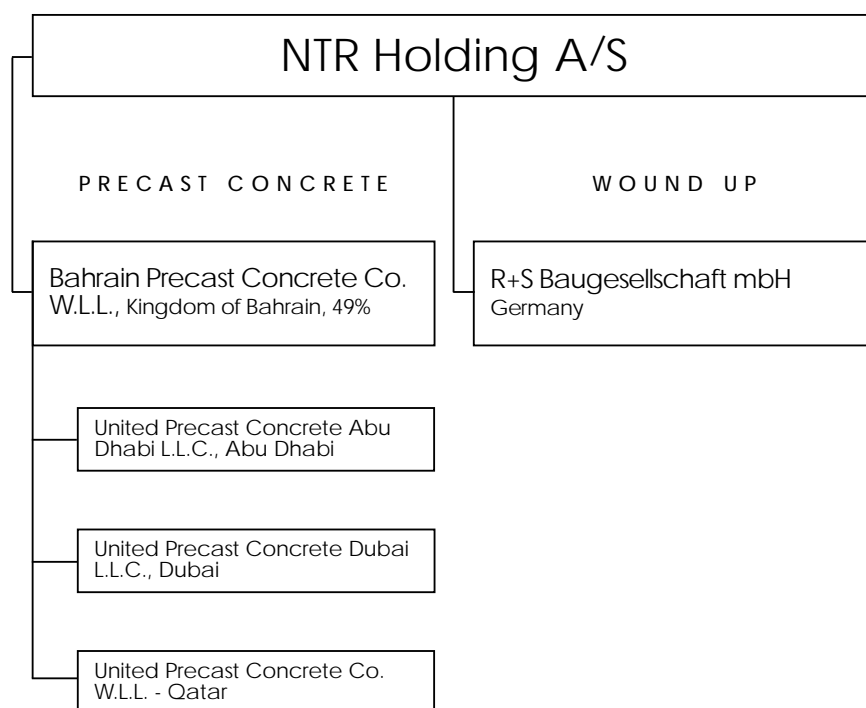 NTR Holding A/S
PRECAST CONCRETE
WOUND UP
Bahrain Precast Concrete Co.
W.L.L., Kingdom of Bahrain, 49%
R+S Baugesellschaft mbH
Germany
United Precast Concrete Abu
Dhabi L.L.C., Abu Dhabi
United Precast Concrete Dubai
L.L.C., Dubai
United Precast Concrete Co.
W.L.L. - Qatar